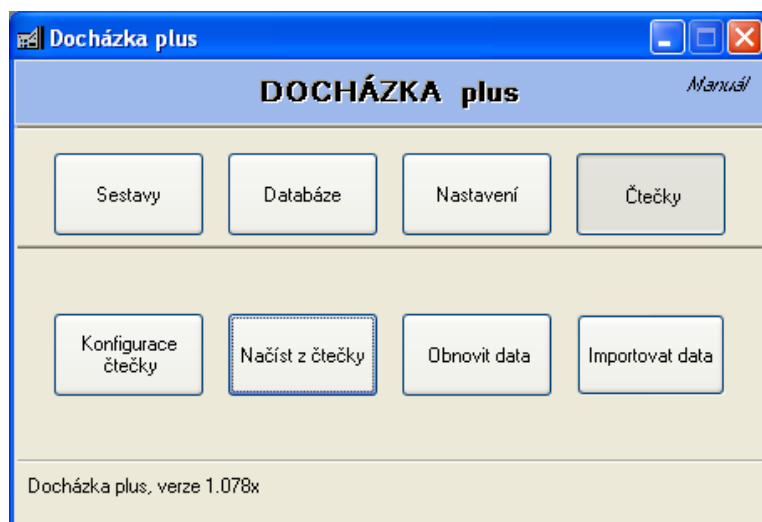 Docházka plus
DOCHÁZKA plus
Manuál
Sestavy
Databáze
Nastavení
Čtečky
Konfigurace
čtečky
Načíst z čtečky
Obnovit data
Importovat data
Docházka plus, verze 1.078x